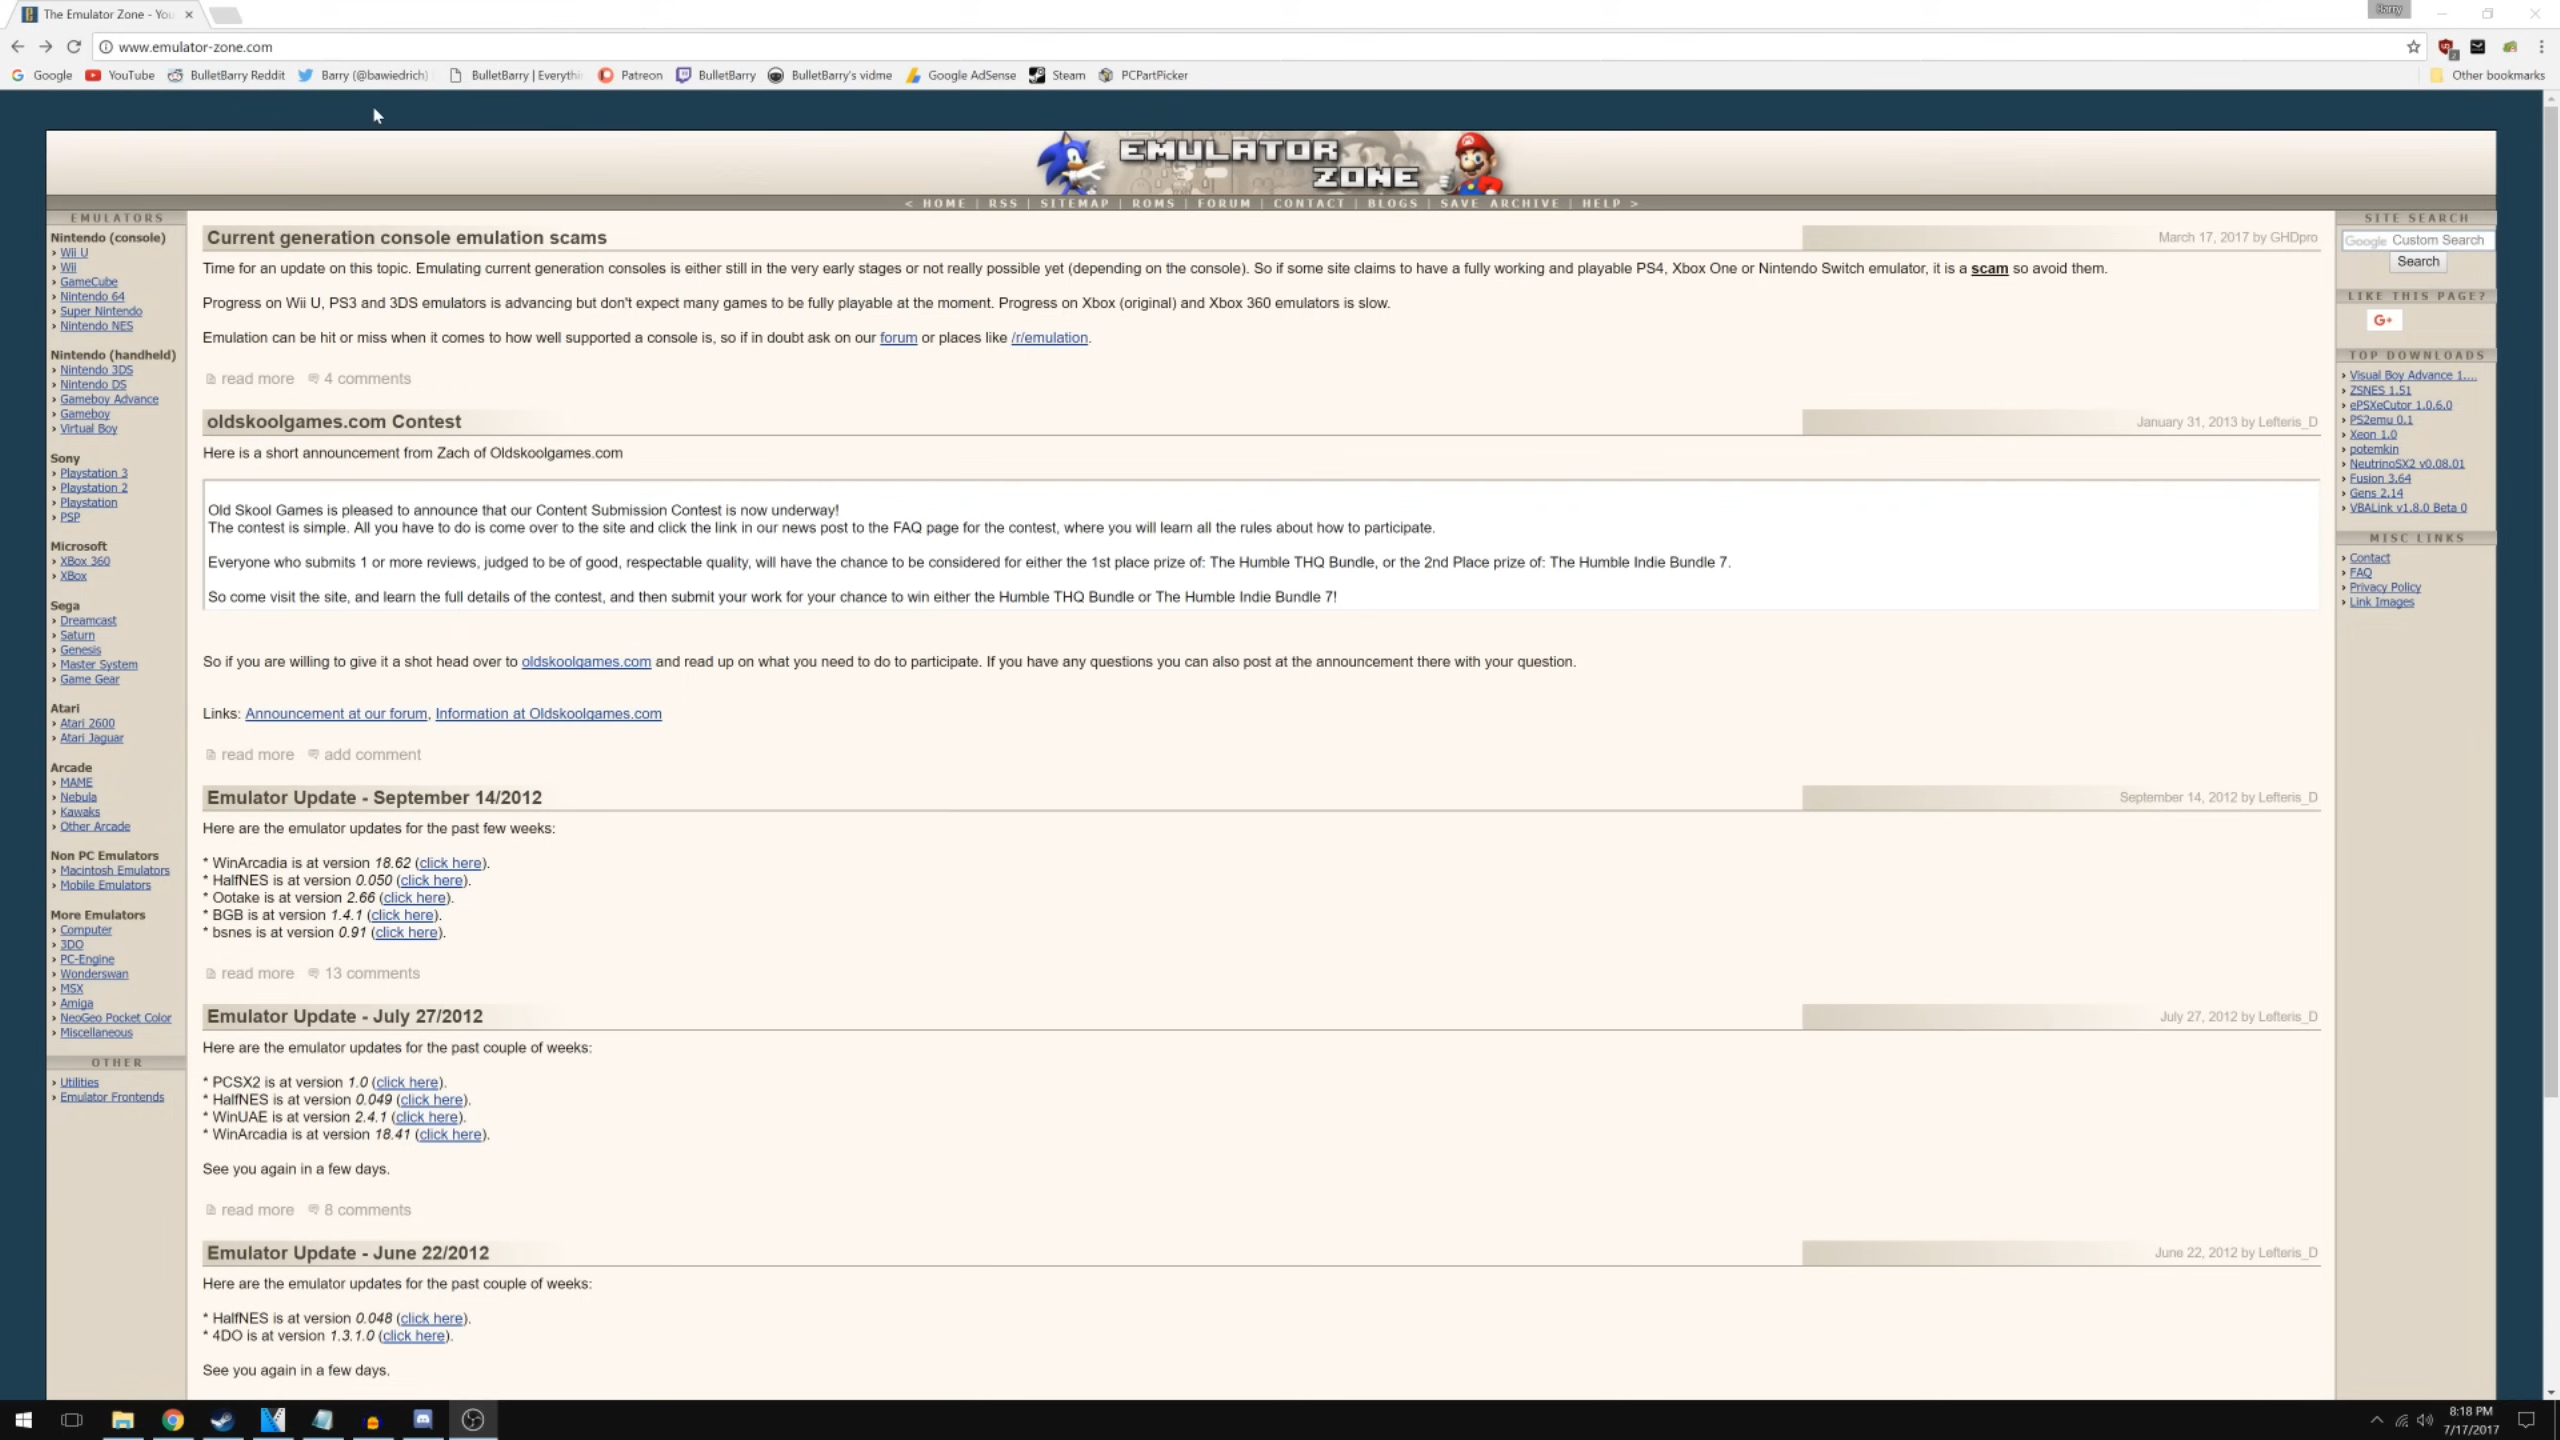 The Emulator Zone - You
Barry
www.emulator-zone.com
Google YouTube BulletBarry Reddit Barry (@bawiedrich) BulletBarry | Everythi Patreon BulletBarry BulletBarry's vidme Google AdSense Steam PCPartPicker Other bookmarks
EMULATOR
ZONE
< HOME | RSS | SITEMAP | ROMS | FORUM | CONTACT | BLOGS | SAVE ARCHIVE | HELP >
EMULATORS
Nintendo (console)
Wii U
Wii
GameCube
Nintendo 64
Super Nintendo
Nintendo NES
Nintendo (handheld)
Nintendo 3DS
Nintendo DS
Gameboy Advance
Gameboy
Virtual Boy
Sony
Playstation 3
Playstation 2
Playstation
PSP
Microsoft
XBox 360
XBox
Sega
Dreamcast
Saturn
Genesis
Master System
Game Gear
Atari
Atari 2600
Atari Jaguar
Arcade
MAME
Nebula
Kawaks
Other Arcade
Non PC Emulators
Macintosh Emulators
Mobile Emulators
More Emulators
Computer
3DO
PC-Engine
Wonderswan
MSX
Amiga
NeoGeo Pocket Color
Miscellaneous
OTHER
Utilities
Emulator Frontends
Current generation console emulation scams March 17, 2017 by GHDpro
Time for an update on this topic. Emulating current generation consoles is either still in the very early stages or not really possible yet (depending on the console). So if some site claims to have a fully working and playable PS4, Xbox One or Nintendo Switch emulator, it is a scam so avoid them.
Progress on Wii U, PS3 and 3DS emulators is advancing but don't expect many games to be fully playable at the moment. Progress on Xbox (original) and Xbox 360 emulators is slow.
Emulation can be hit or miss when it comes to how well supported a console is, so if in doubt ask on our forum or places like /r/emulation.
read more 4 comments
oldskoolgames.com Contest January 31, 2013 by Lefteris_D
Here is a short announcement from Zach of Oldskoolgames.com
Old Skool Games is pleased to announce that our Content Submission Contest is now underway!
The contest is simple. All you have to do is come over to the site and click the link in our news post to the FAQ page for the contest, where you will learn all the rules about how to participate.
Everyone who submits 1 or more reviews, judged to be of good, respectable quality, will have the chance to be considered for either the 1st place prize of: The Humble THQ Bundle, or the 2nd Place prize of: The Humble Indie Bundle 7.
So come visit the site, and learn the full details of the contest, and then submit your work for your chance to win either the Humble THQ Bundle or The Humble Indie Bundle 7!
So if you are willing to give it a shot head over to oldskoolgames.com and read up on what you need to do to participate. If you have any questions you can also post at the announcement there with your question.
Links: Announcement at our forum, Information at Oldskoolgames.com
read more add comment
Emulator Update - September 14/2012 September 14, 2012 by Lefteris_D
Here are the emulator updates for the past few weeks:
* WinArcadia is at version 18.62 (click here).
* HalfNES is at version 0.050 (click here).
* Ootake is at version 2.66 (click here).
* BGB is at version 1.4.1 (click here).
* bsnes is at version 0.91 (click here).
read more 13 comments
Emulator Update - July 27/2012 July 27, 2012 by Lefteris_D
Here are the emulator updates for the past couple of weeks:
* PCSX2 is at version 1.0 (click here).
* HalfNES is at version 0.049 (click here).
* WinUAE is at version 2.4.1 (click here).
* WinArcadia is at version 18.41 (click here).
See you again in a few days.
read more 8 comments
Emulator Update - June 22/2012 June 22, 2012 by Lefteris_D
Here are the emulator updates for the past couple of weeks:
* HalfNES is at version 0.048 (click here).
* 4DO is at version 1.3.1.0 (click here).
See you again in a few days.
SITE SEARCH
Google Custom Search
Search
LIKE THIS PAGE?
G+
TOP DOWNLOADS
Visual Boy Advance 1....
ZSNES 1.51
ePSXeCutor 1.0.6.0
PS2emu 0.1
Xeon 1.0
potemkin
NeutrinoSX2 v0.08.01
Fusion 3.64
Gens 2.14
VBALink v1.8.0 Beta 0
MISC LINKS
Contact
FAQ
Privacy Policy
Link Images
8:18 PM
7/17/2017